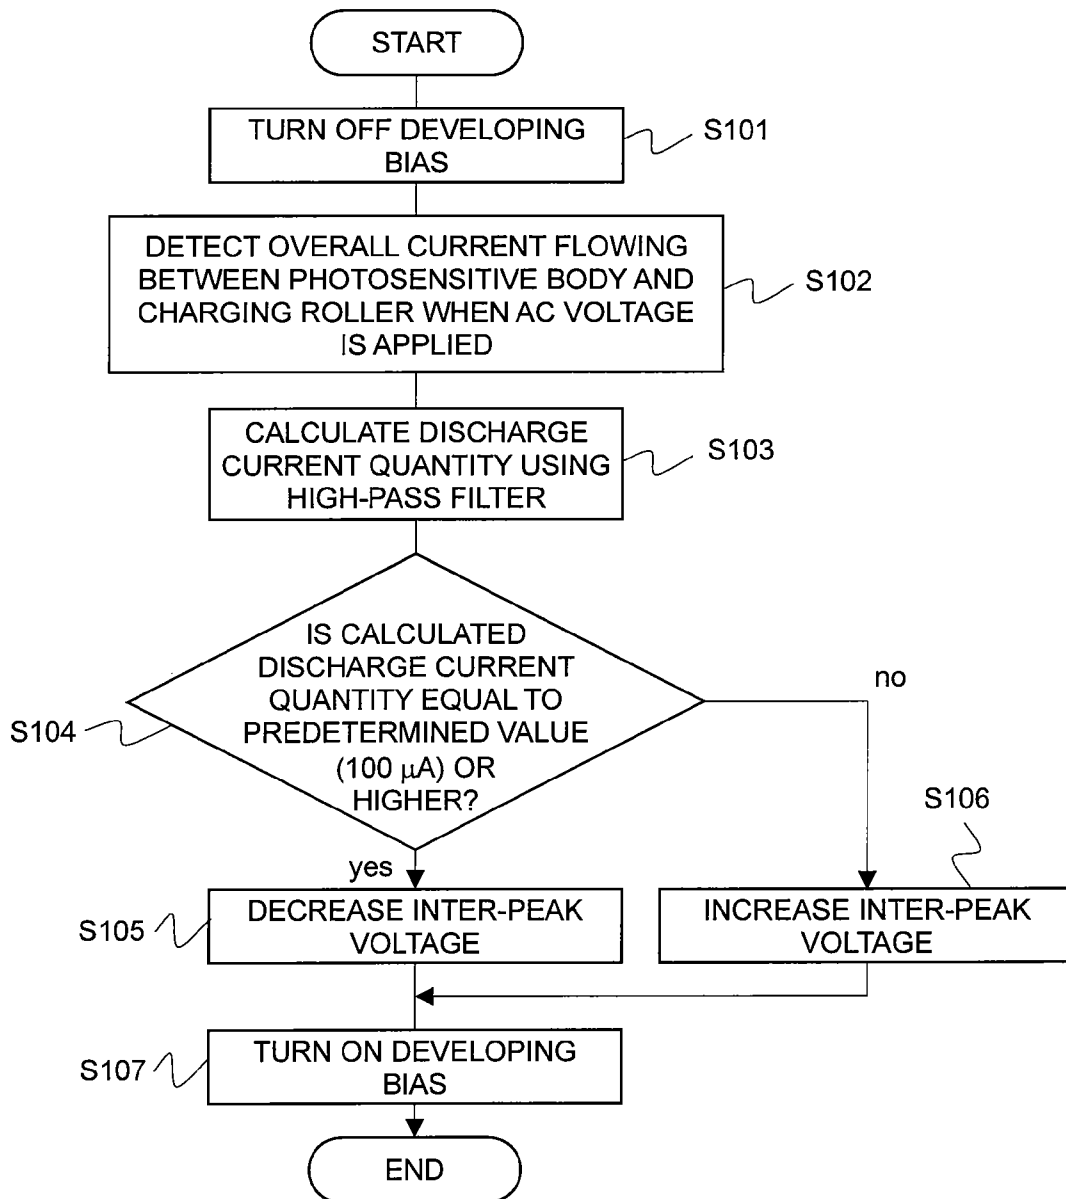 START
TURN OFF DEVELOPING
BIAS
S101
DETECT OVERALL CURRENT FLOWING
BETWEEN PHOTOSENSITIVE BODY AND
CHARGING ROLLER WHEN AC VOLTAGE
IS APPLIED
S102
CALCULATE DISCHARGE
CURRENT QUANTITY USING
HIGH-PASS FILTER
S103
IS CALCULATED
DISCHARGE CURRENT
QUANTITY EQUAL TO
PREDETERMINED VALUE
(100 μA) OR
HIGHER?
S104
no
yes
S106
DECREASE INTER-PEAK
VOLTAGE
S105
INCREASE INTER-PEAK
VOLTAGE
TURN ON DEVELOPING
BIAS
S107
END